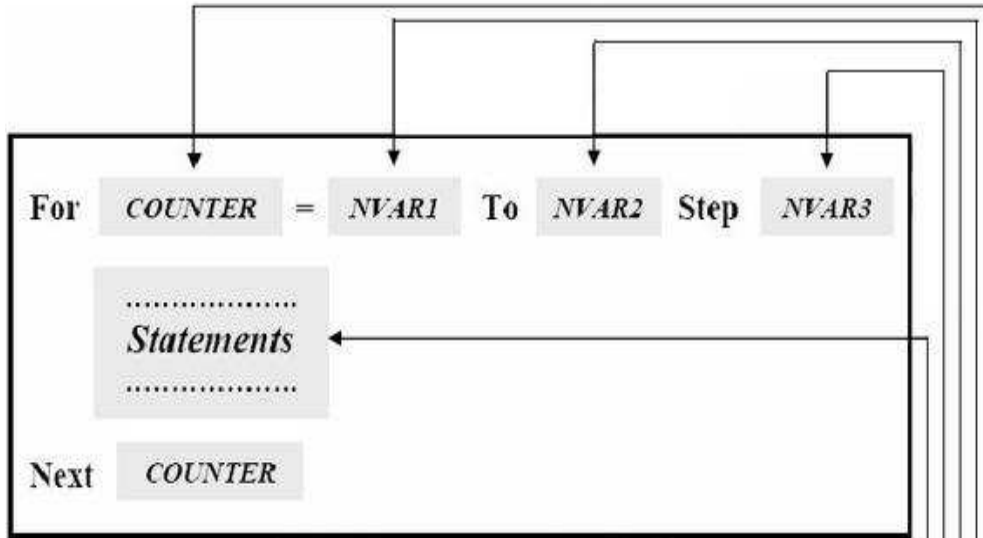 For COUNTER = NVAR1 To NVAR2 Step NVAR3
.....................
Statements
.....................
Next COUNTER